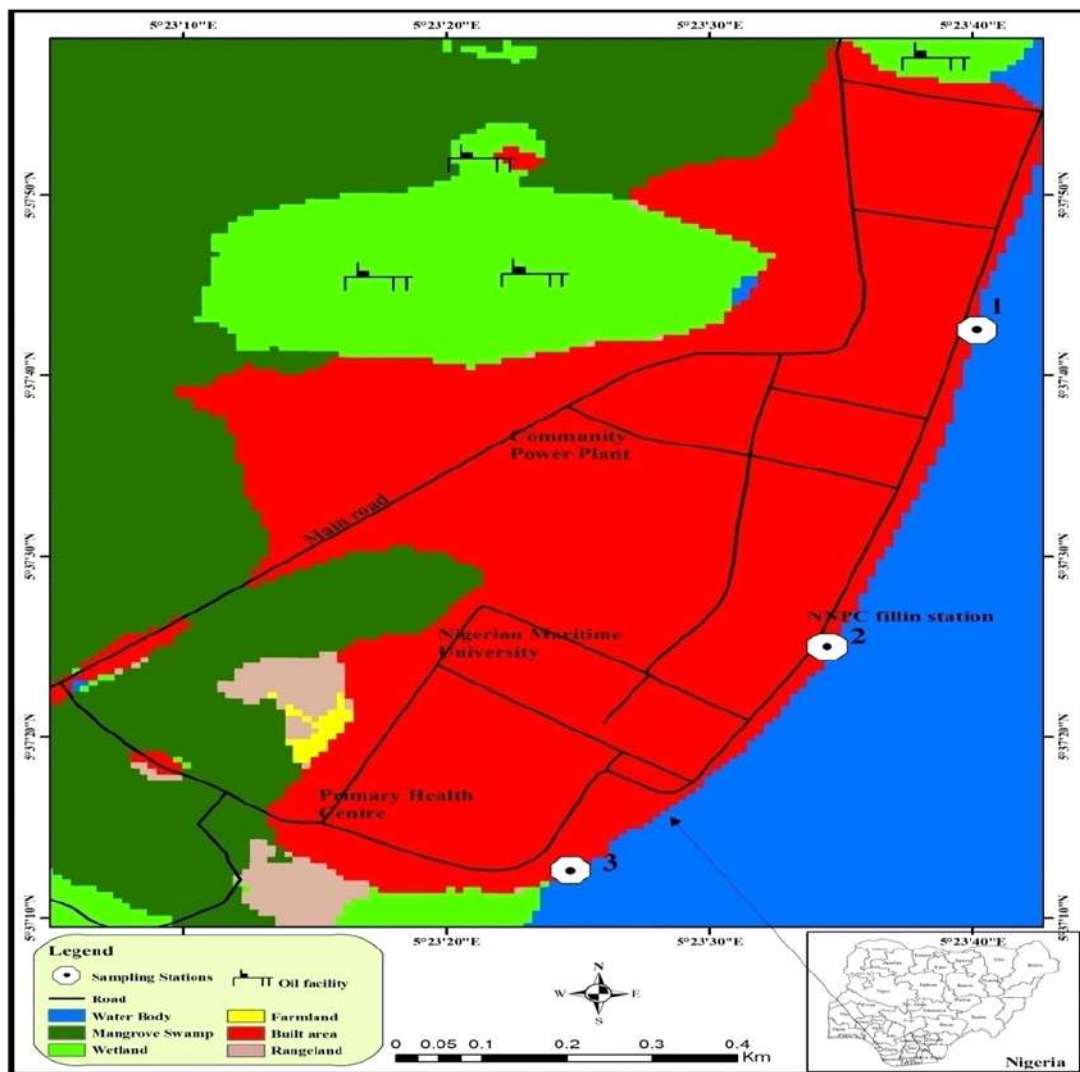 5°23'10"E
5°23'20"E
5°23'30"E
5°23'40"E
5°37'50"N
5°37'50"N
1
5°37'40"N
5°37'40"N
Community
Power Plant
Main road
5°37'30"N
5°37'30"N
NNPC fillin station
2
Nigerian Maritime
University
5°37'20"N
5°37'20"N
Primary Health
Centre
3
5°37'10"N
5°37'10"N
5°23'10"E
5°23'20"E
5°23'30"E
5°23'40"E
Legend
Sampling Stations
Oil facility
Road
Water Body
Farmland
Mangrove Swamp
Built area
Wetland
Rangeland
N
W
E
S
0 0.05 0.1 0.2 0.3 0.4
Km
Nigeria